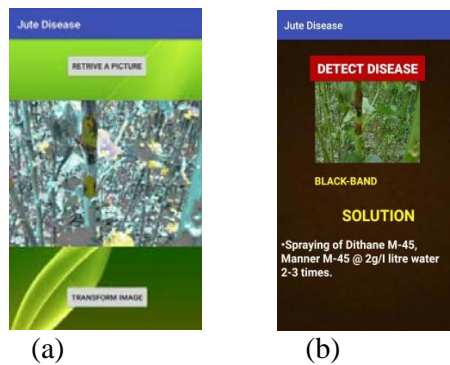 Jute Disease
RETRIVE A PICTURE
TRANSFORM IMAGE
(a)
Jute Disease
DETECT DISEASE
BLACK-BAND
SOLUTION
•Spraying of Dithane M-45,
Manner M-45 @ 2g/l litre water
2-3 times.
(b)